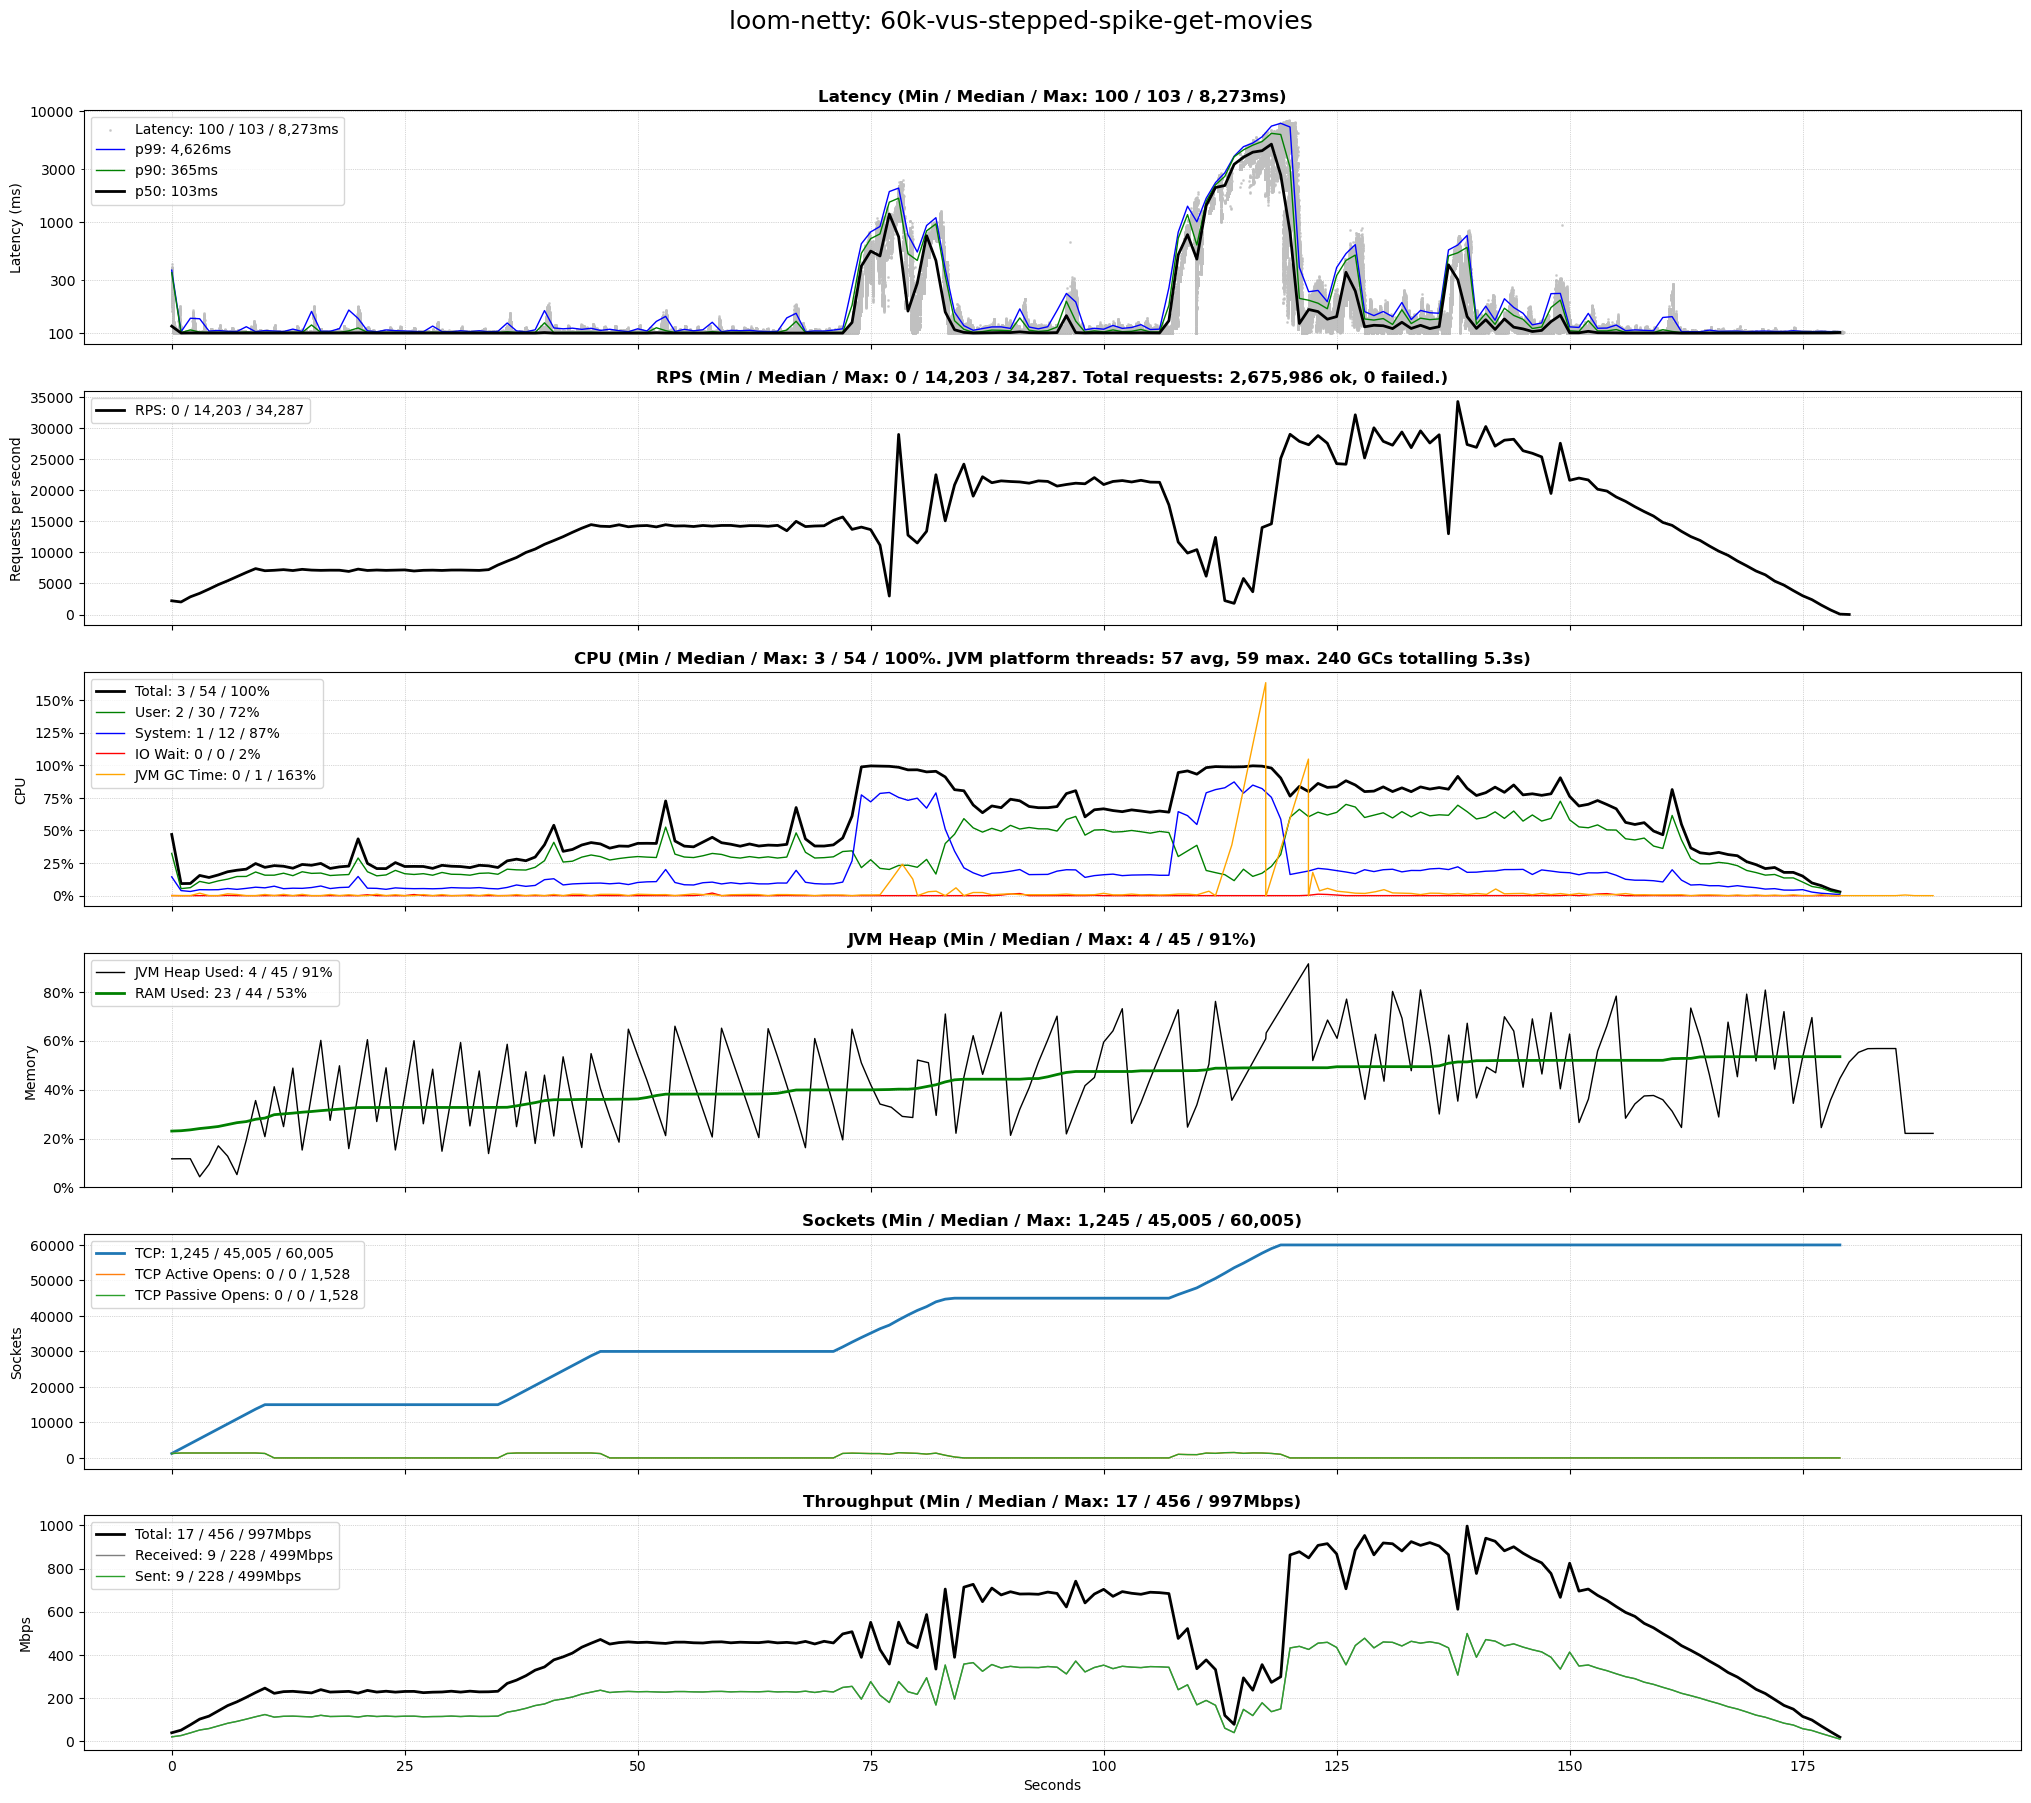 loom-netty: 60k-vus-stepped-spike-get-movies
Latency (Min / Median / Max: 100 / 103 / 8,273ms)
Latency (ms)
10000
3000
1000
300
100
Latency: 100 / 103 / 8,273ms
p99: 4,626ms
p90: 365ms
p50: 103ms
RPS (Min / Median / Max: 0 / 14,203 / 34,287. Total requests: 2,675,986 ok, 0 failed.)
Requests per second
35000
30000
25000
20000
15000
10000
5000
0
RPS: 0 / 14,203 / 34,287
CPU (Min / Median / Max: 3 / 54 / 100%. JVM platform threads: 57 avg, 59 max. 240 GCs totalling 5.3s)
CPU
150%
125%
100%
75%
50%
25%
0%
Total: 3 / 54 / 100%
User: 2 / 30 / 72%
System: 1 / 12 / 87%
IO Wait: 0 / 0 / 2%
JVM GC Time: 0 / 1 / 163%
JVM Heap (Min / Median / Max: 4 / 45 / 91%)
Memory
80%
60%
40%
20%
0%
JVM Heap Used: 4 / 45 / 91%
RAM Used: 23 / 44 / 53%
Sockets (Min / Median / Max: 1,245 / 45,005 / 60,005)
Sockets
60000
50000
40000
30000
20000
10000
0
TCP: 1,245 / 45,005 / 60,005
TCP Active Opens: 0 / 0 / 1,528
TCP Passive Opens: 0 / 0 / 1,528
Throughput (Min / Median / Max: 17 / 456 / 997Mbps)
Mbps
1000
800
600
400
200
0
Total: 17 / 456 / 997Mbps
Received: 9 / 228 / 499Mbps
Sent: 9 / 228 / 499Mbps
0 25 50 75 100 125 150 175
Seconds